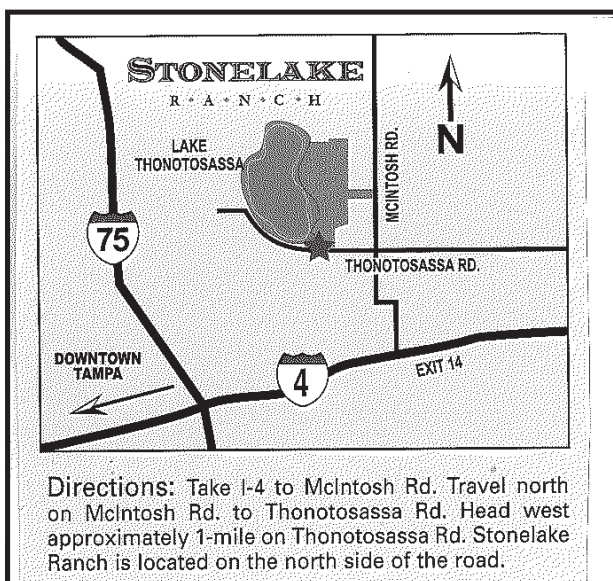 STONELAKE
R • A • N • C • H
LAKE
THONOTOSASSA
MCINTOSH RD.
N
75
THONOTOSASSA RD.
DOWNTOWN
TAMPA
4
EXIT 14
Directions: Take I-4 to McIntosh Rd. Travel north
on McIntosh Rd. to Thonotosassa Rd. Head west
approximately 1-mile on Thonotosassa Rd. Stonelake
Ranch is located on the north side of the road.